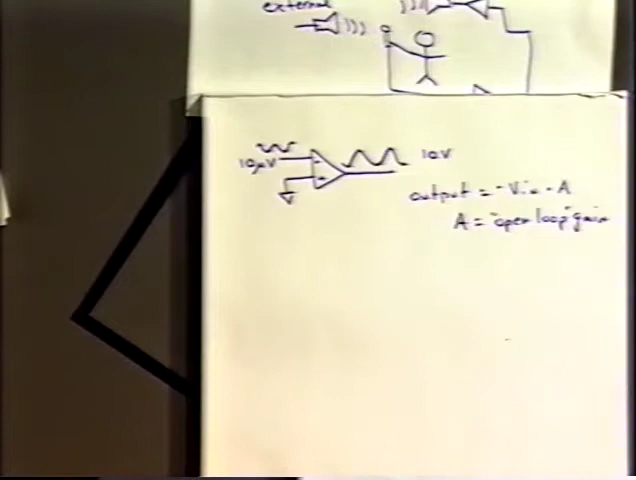 external
10µV
10V
output = -Vin · A
A = "open loop" gain